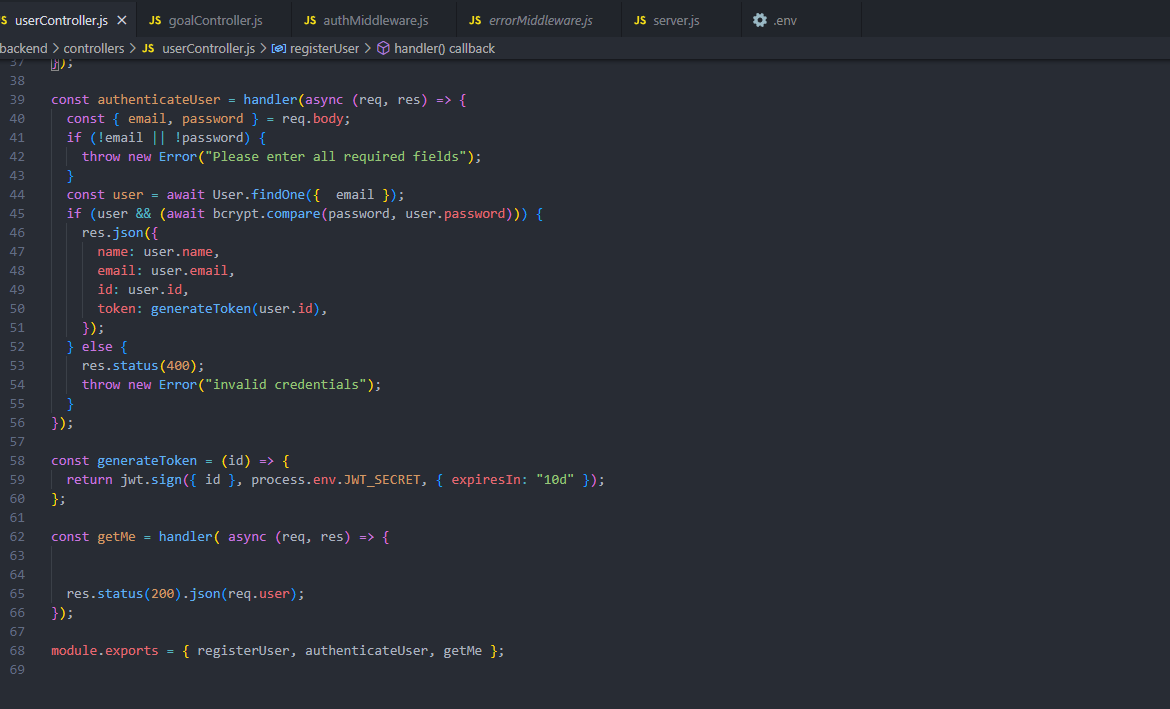 JS userController.js × JS goalController.js JS authMiddleware.js JS errorMiddleware.js JS server.js .env
backend > controllers > JS userController.js > registerUser > handler() callback
37 });
38
39 const authenticateUser = handler(async (req, res) => {
40   const { email, password } = req.body;
41   if (!email || !password) {
42     throw new Error("Please enter all required fields");
43   }
44   const user = await User.findOne({  email });
45   if (user && (await bcrypt.compare(password, user.password))) {
46     res.json({
47       name: user.name,
48       email: user.email,
49       id: user.id,
50       token: generateToken(user.id),
51     });
52   } else {
53     res.status(400);
54     throw new Error("invalid credentials");
55   }
56 });
57
58 const generateToken = (id) => {
59   return jwt.sign({ id }, process.env.JWT_SECRET, { expiresIn: "10d" });
60 };
61
62 const getMe = handler( async (req, res) => {
63
64
65   res.status(200).json(req.user);
66 });
67
68 module.exports = { registerUser, authenticateUser, getMe };
69